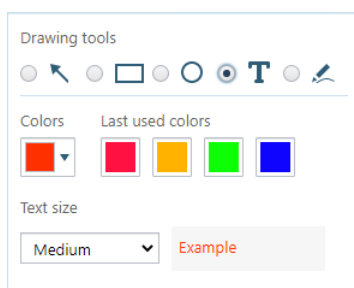 Drawing tools
T
Colors Last used colors
Text size
Medium Example